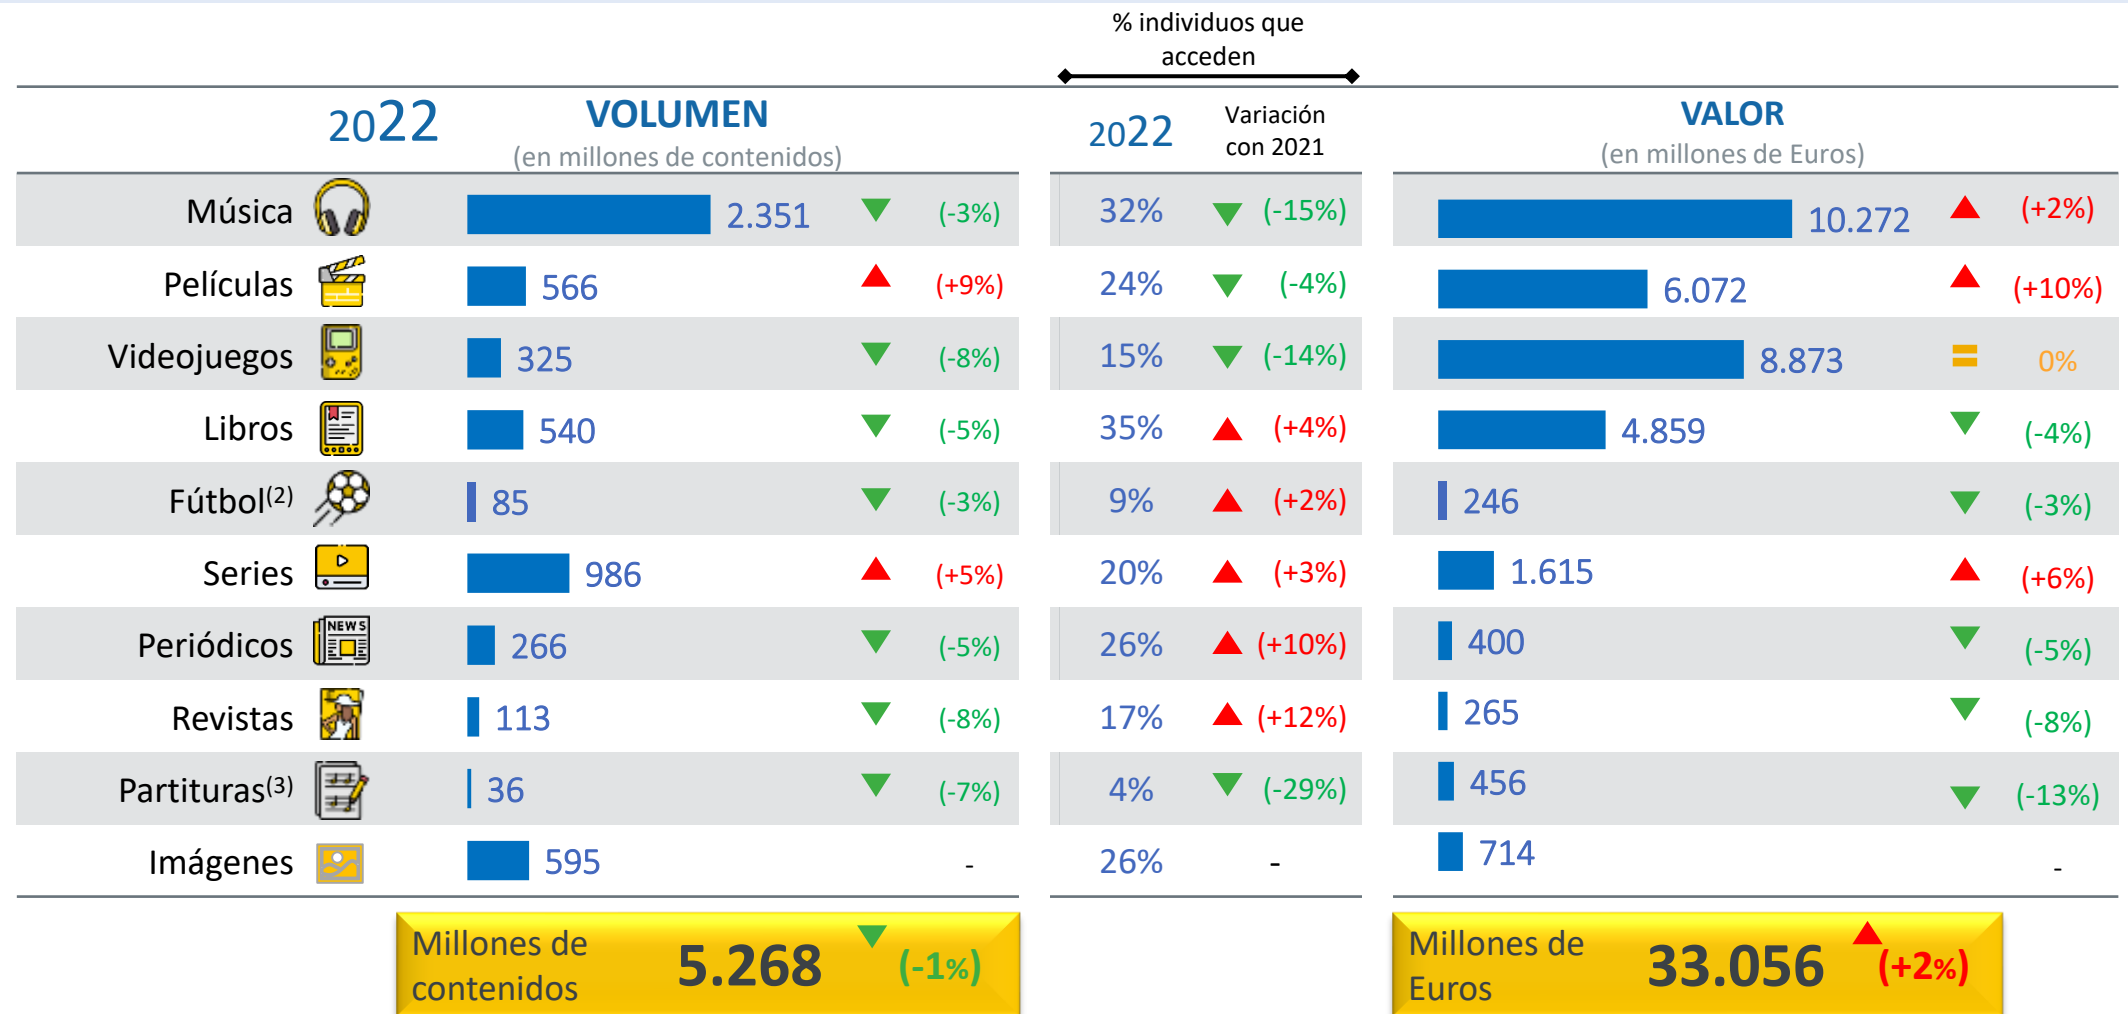 % individuos que
acceden
2022 VOLUMEN 2022 Variación VALOR
(en millones de contenidos) con 2021 (en millones de Euros)
Música 2.351 (-3%) 32% (-15%) 10.272 (+2%)
Películas 566 (+9%) 24% (-4%) 6.072 (+10%)
Videojuegos 325 (-8%) 15% (-14%) 8.873 0%
Libros 540 (-5%) 35% (+4%) 4.859 (-4%)
Fútbol(2) 85 (-3%) 9% (+2%) 246 (-3%)
Series 986 (+5%) 20% (+3%) 1.615 (+6%)
Periódicos NEWS 266 (-5%) 26% (+10%) 400 (-5%)
Revistas 113 (-8%) 17% (+12%) 265 (-8%)
Partituras(3) 36 (-7%) 4% (-29%) 456 (-13%)
Imágenes 595 - 26% - 714 -
Millones de
contenidos 5.268 (-1%)
Millones de
Euros 33.056 (+2%)